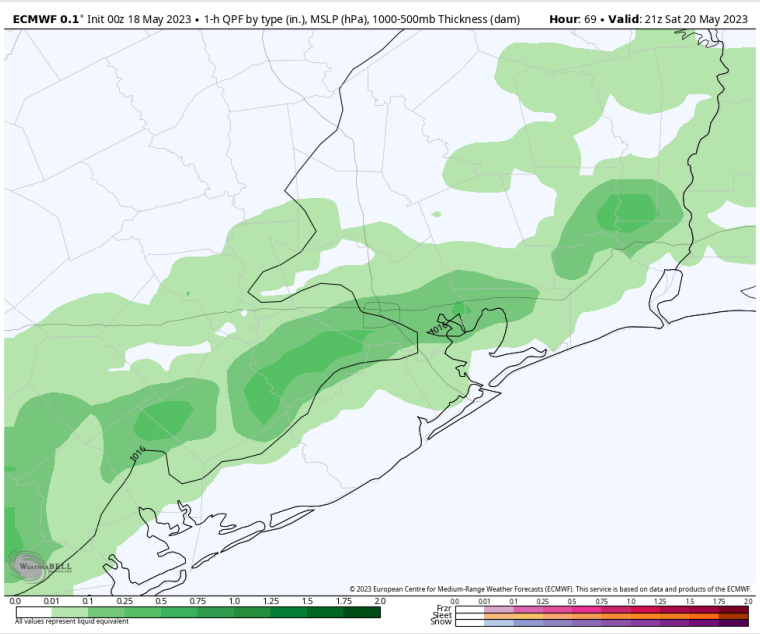 ECMWF 0.1° Init 00z 18 May 2023 • 1-h QPF by type (in.), MSLP (hPa), 1000-500mb Thickness (dam) Hour: 69 • Valid: 21z Sat 20 May 2023
1016
1016
WEATHERBELL
© 2023 European Centre for Medium-Range Weather Forecasts (ECMWF). This service is based on data and products of the ECMWF.
0.0 0.01 0.1 0.25 0.5 0.75 1.0 1.25 1.5 1.75 2.0
All values represent liquid equivalent
0.0 0.01 0.1 0.25 0.5 0.75 1.0 1.25 1.5 1.75 2.0
Frzr
Sleet
Snow